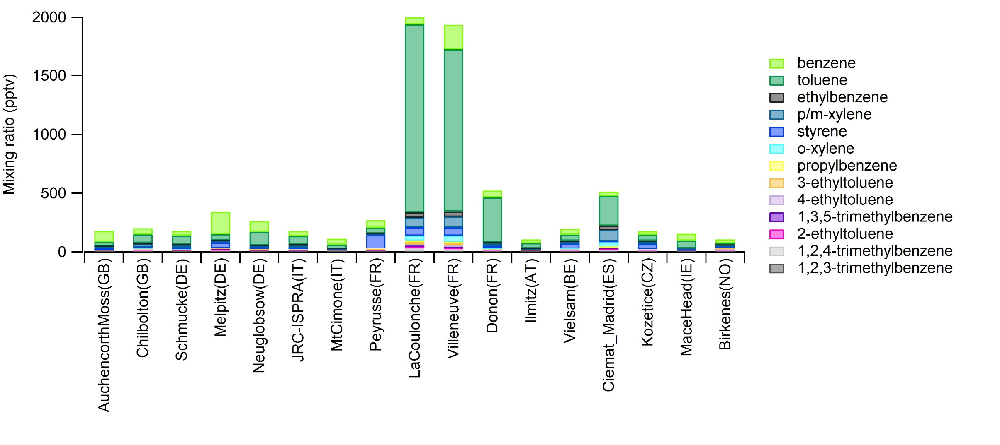 2000
1500
1000
500
0
Mixing ratio (pptv)
benzene
toluene
ethylbenzene
p/m-xylene
styrene
o-xylene
propylbenzene
3-ethyltoluene
4-ethyltoluene
1,3,5-trimethylbenzene
2-ethyltoluene
1,2,4-trimethylbenzene
1,2,3-trimethylbenzene
AuchencorthMoss(GB)
Chilbolton(GB)
Schmucke(DE)
Melpitz(DE)
Neuglobsow(DE)
JRC-ISPRA(IT)
MtCimone(IT)
Peyrusse(FR)
LaCoulonche(FR)
Villeneuve(FR)
Donon(FR)
Ilmitz(AT)
Vielsam(BE)
Ciemat_Madrid(ES)
Kozetice(CZ)
MaceHead(IE)
Birkenes(NO)